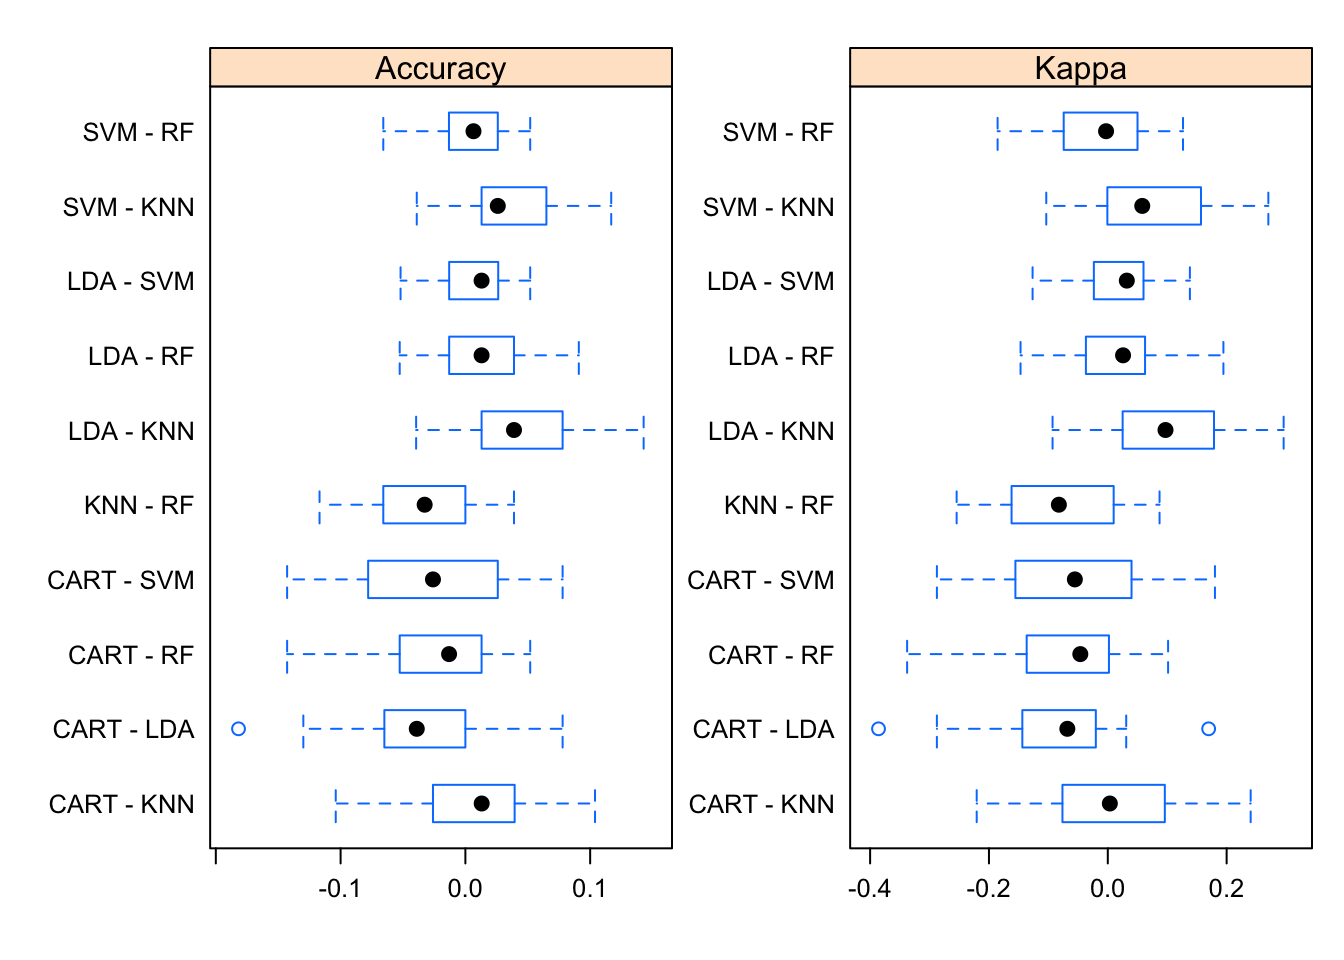 Accuracy
SVM - RF
SVM - KNN
LDA - SVM
LDA - RF
LDA - KNN
KNN - RF
CART - SVM
CART - RF
CART - LDA
CART - KNN
-0.1 0.0 0.1
Kappa
SVM - RF
SVM - KNN
LDA - SVM
LDA - RF
LDA - KNN
KNN - RF
CART - SVM
CART - RF
CART - LDA
CART - KNN
-0.4 -0.2 0.0 0.2